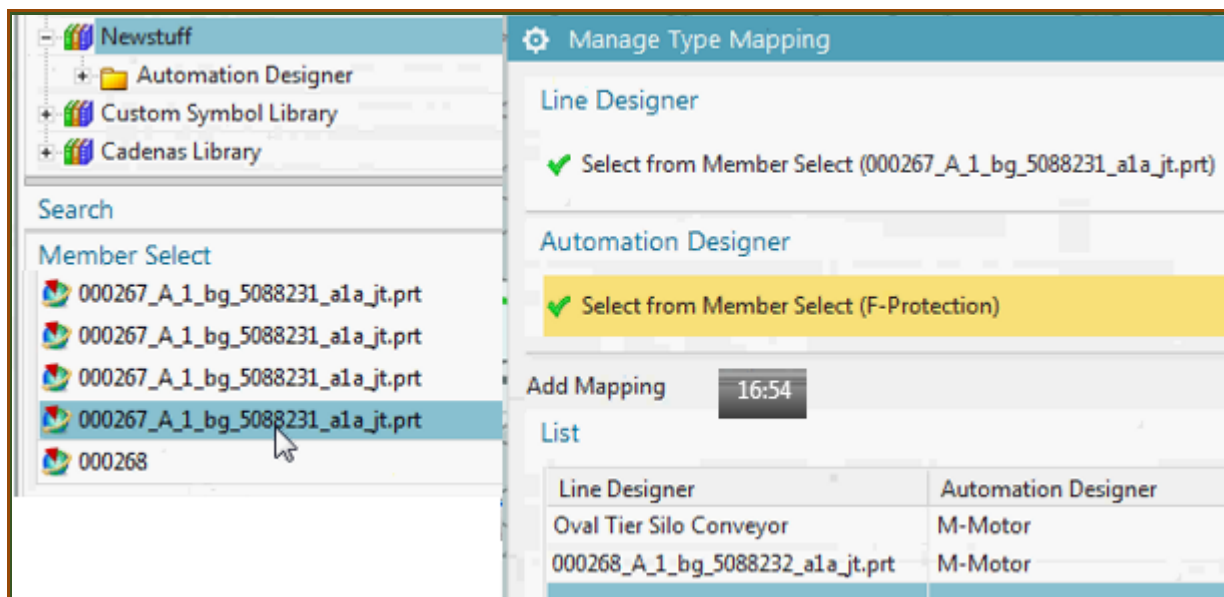 Newstuff
Automation Designer
Custom Symbol Library
Cadenas Library
Search
Member Select
000267_A_1_bg_5088231_a1a_jt.prt
000267_A_1_bg_5088231_a1a_jt.prt
000267_A_1_bg_5088231_a1a_jt.prt
000267_A_1_bg_5088231_a1a_jt.prt
000268
Manage Type Mapping
Line Designer
Select from Member Select (000267_A_1_bg_5088231_a1a_jt.prt)
Automation Designer
Select from Member Select (F-Protection)
Add Mapping
16:54
List
Line Designer Automation Designer
Oval Tier Silo Conveyor M-Motor
000268_A_1_bg_5088232_a1a_jt.prt M-Motor